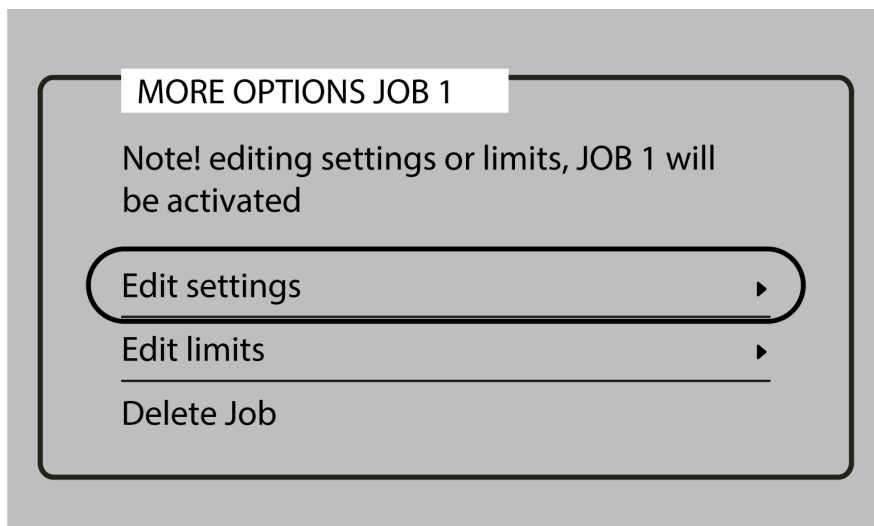 MORE OPTIONS JOB 1
Note! editing settings or limits, JOB 1 will
be activated
Edit settings
Edit limits
Delete Job